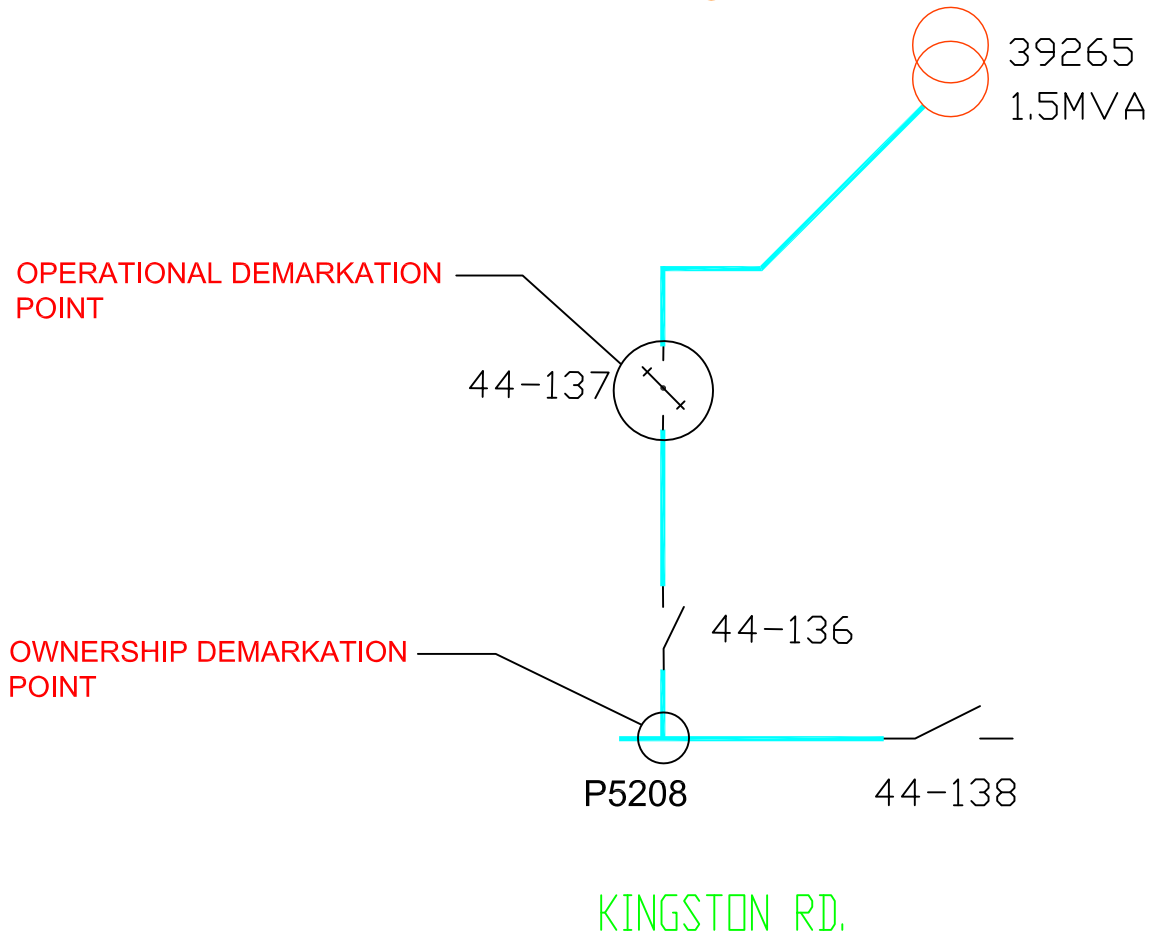 39265
1.5MVA
OPERATIONAL DEMARKATION
POINT
44-137
44-136
OWNERSHIP DEMARKATION
POINT
P5208
44-138
KINGSTON RD.